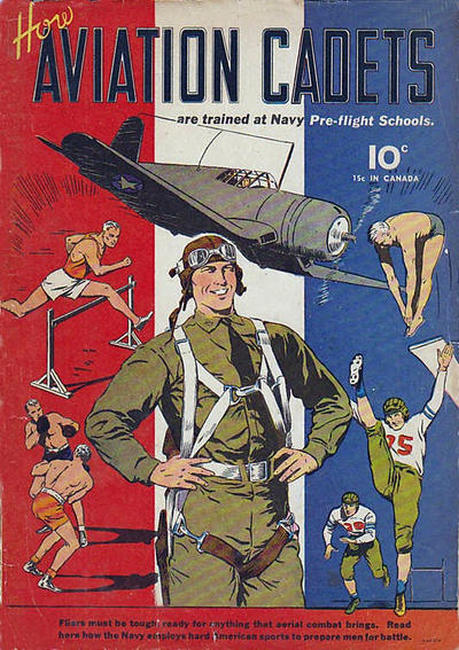 How
AVIATION CADETS
are trained at Navy Pre-flight Schools.
10c
15c IN CANADA
75
Fliers must be tough, ready for anything that aerial combat brings. Read
here how the Navy employs hard American sports to prepare men for battle.